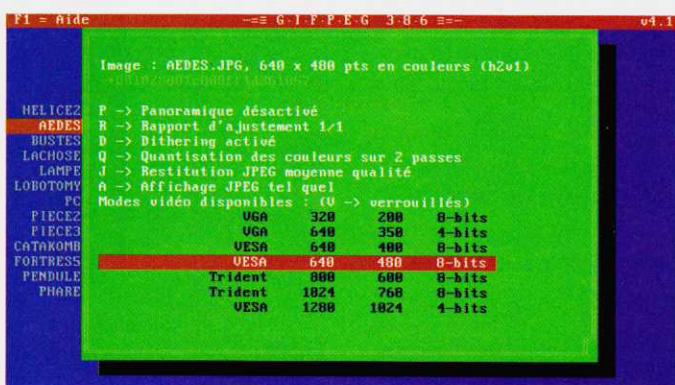 F1 = Aide -=≡ G·I·F·P·E·G 3·8·6 ≡=- v4.1
Image : AEDES.JPG, 640 x 480 pts en couleurs (h2v1)
HELICE2
AEDES
BUSTES
LACHOSE
LAMPE
LOBOTOMY
PC
PIECE2
PIECE3
CATAKOMB
FORTRESS
PENDULE
PHARE
P -> Panoramique désactivé
R -> Rapport d'ajustement 1/1
D -> Dithering activé
Q -> Quantisation des couleurs sur 2 passes
J -> Restitution JPEG moyenne qualité
A -> Affichage JPEG tel quel
Modes vidéo disponibles : (V -> verrouillés)
VGA 320 200 8-bits
VGA 640 350 4-bits
VESA 640 400 8-bits
VESA 640 480 8-bits
Trident 800 600 8-bits
Trident 1024 768 8-bits
VESA 1280 1024 4-bits